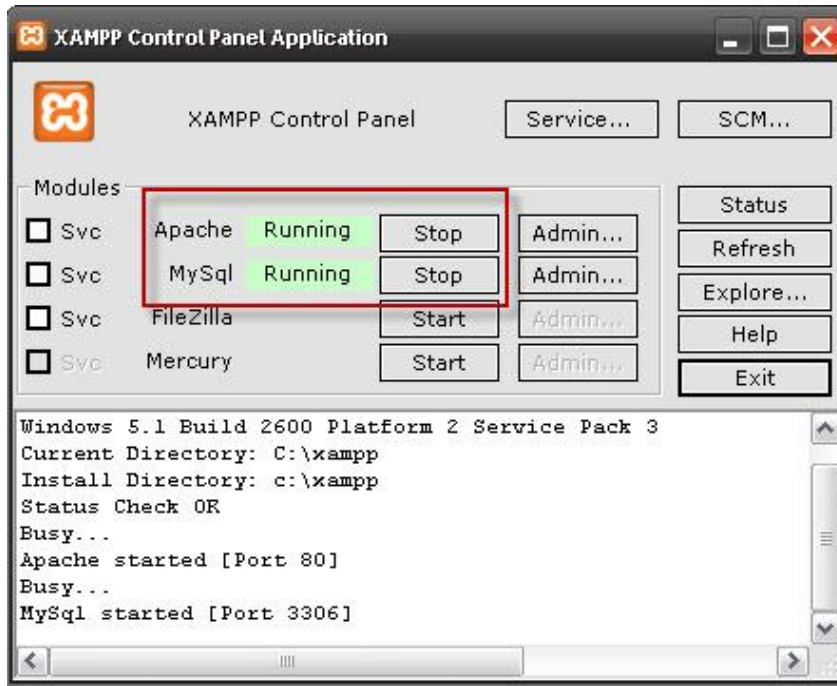 XAMPP Control Panel Application
XAMPP Control Panel
Service...
SCM...
Modules
Svc Apache Running Stop Admin...
Svc MySql Running Stop Admin...
Svc FileZilla Start Admin...
Svc Mercury Start Admin...
Status
Refresh
Explore...
Help
Exit
Windows 5.1 Build 2600 Platform 2 Service Pack 3
Current Directory: C:\xampp
Install Directory: c:\xampp
Status Check OK
Busy...
Apache started [Port 80]
Busy...
MySql started [Port 3306]